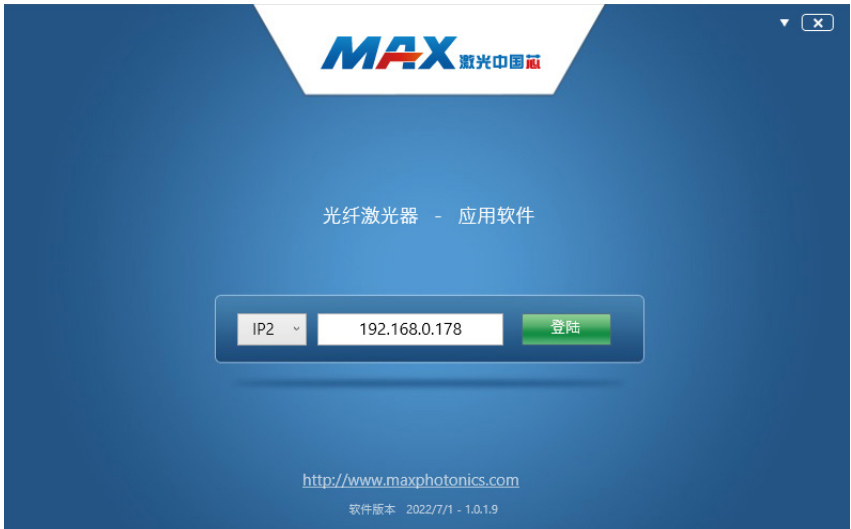 MAX 激光中国芯
光纤激光器 - 应用软件
IP2 192.168.0.178 登陆
http://www.maxphotonics.com
软件版本 2022/7/1 - 1.0.1.9